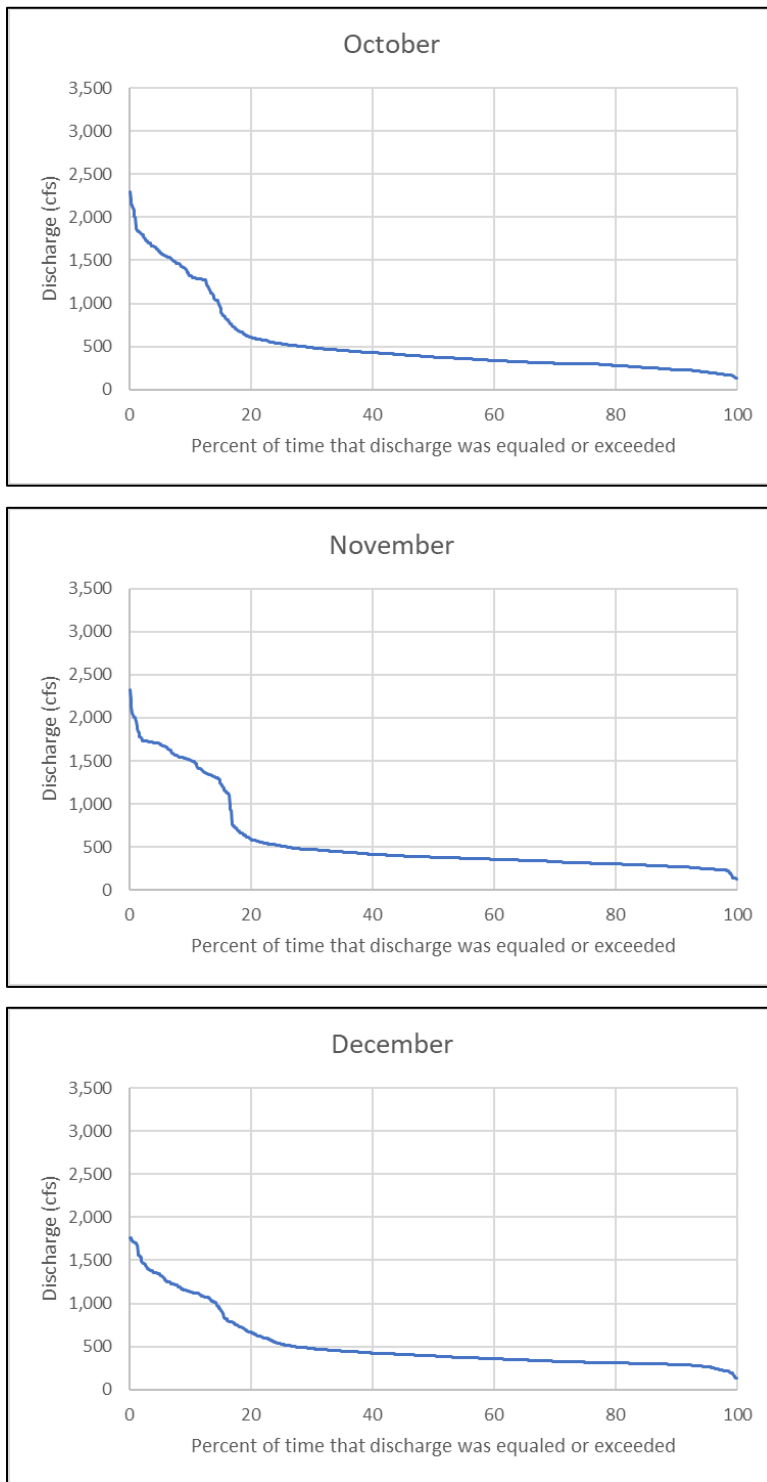 October
3,500
3,000
2,500
2,000
1,500
1,000
500
0
Discharge (cfs)
0 20 40 60 80 100
Percent of time that discharge was equaled or exceeded
November
3,500
3,000
2,500
2,000
1,500
1,000
500
0
Discharge (cfs)
0 20 40 60 80 100
Percent of time that discharge was equaled or exceeded
December
3,500
3,000
2,500
2,000
1,500
1,000
500
0
Discharge (cfs)
0 20 40 60 80 100
Percent of time that discharge was equaled or exceeded